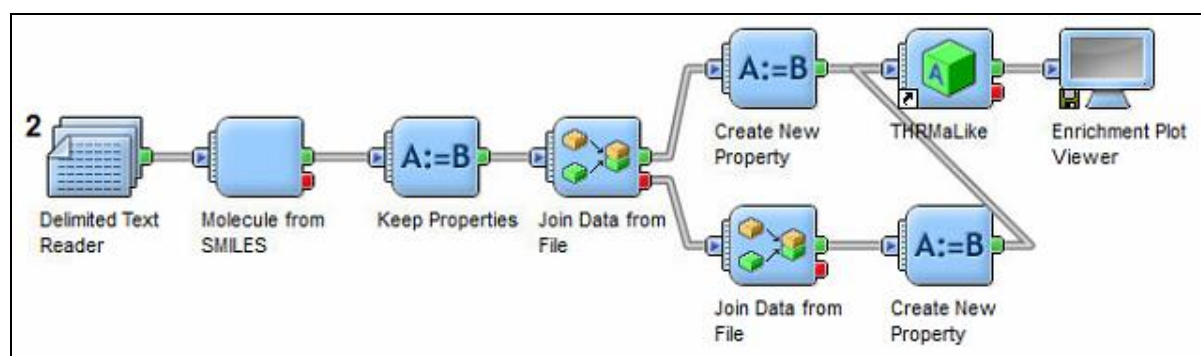 2
Delimited Text
Reader
Molecule from
SMILES
A:=B
Keep Properties
Join Data from
File
A:=B
Create New
Property
A
THRMaLike
Enrichment Plot
Viewer
Join Data from
File
A:=B
Create New
Property